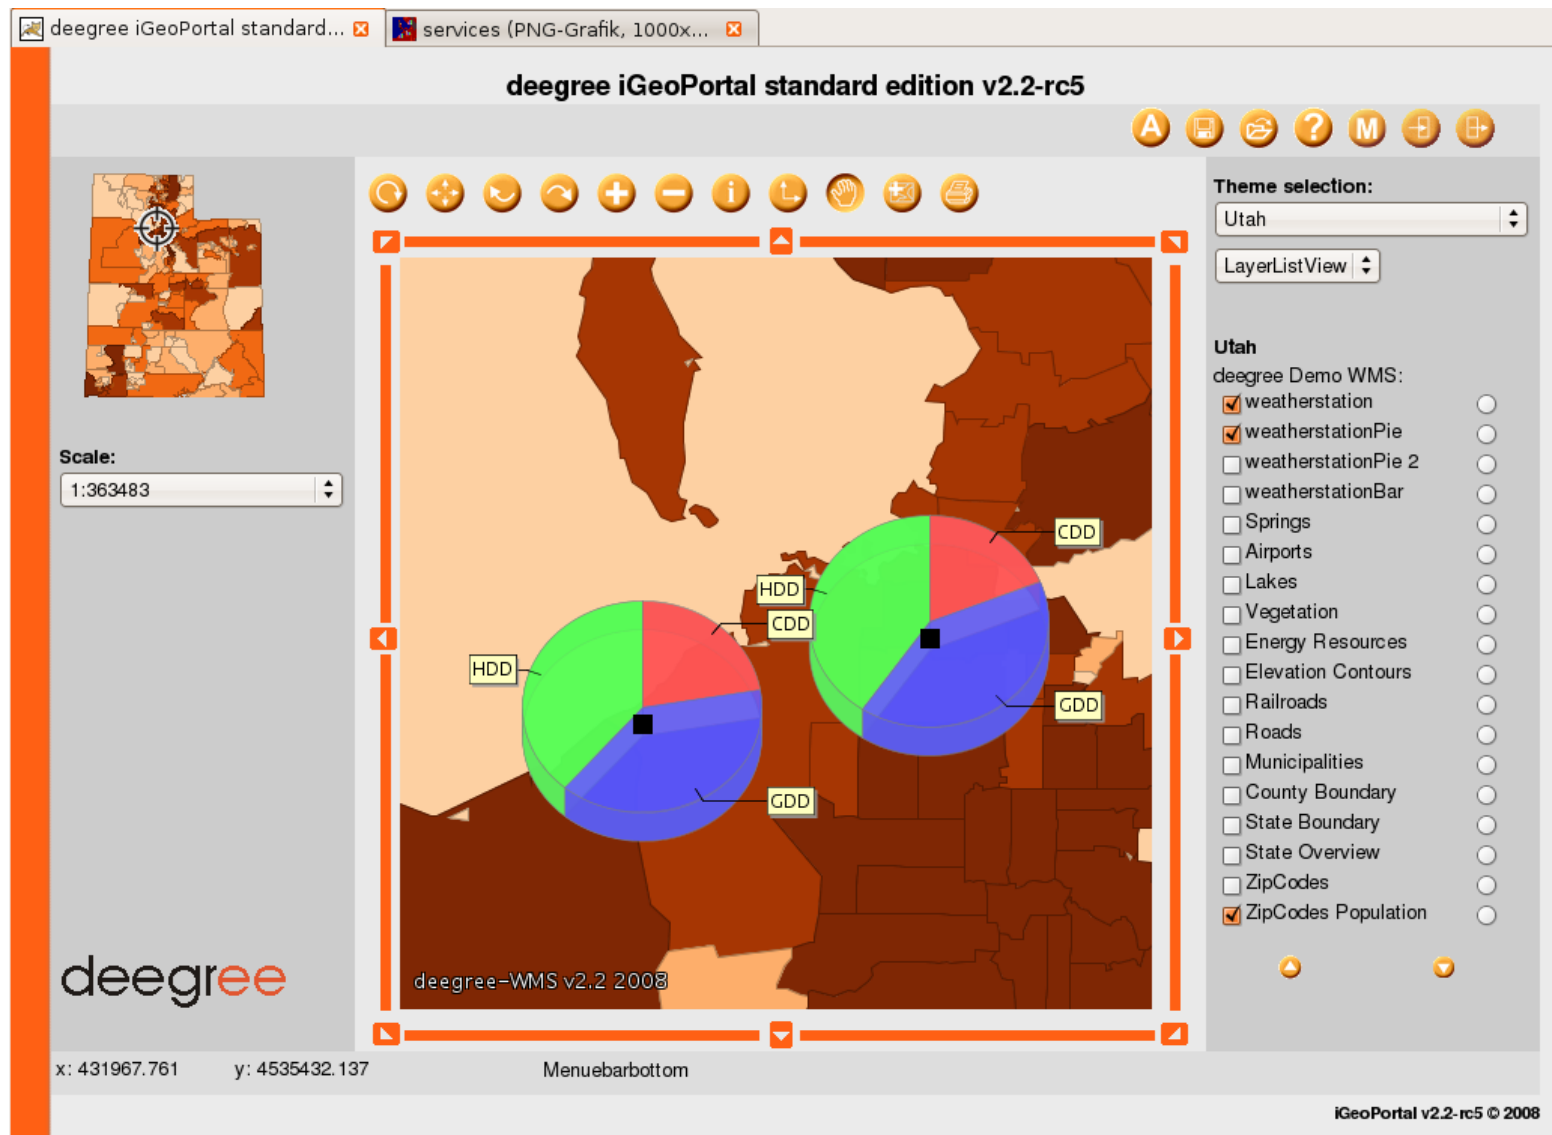 deegree iGeoPortal standard...
services (PNG-Grafik, 1000x...
deegree iGeoPortal standard edition v2.2-rc5
A ? M
i
Theme selection:
Utah
LayerListView
Scale:
1:363483
Utah
deegree Demo WMS:
weatherstation
weatherstationPie
weatherstationPie 2
weatherstationBar
Springs
Airports
Lakes
Vegetation
Energy Resources
Elevation Contours
Railroads
Roads
Municipalities
County Boundary
State Boundary
State Overview
ZipCodes
ZipCodes Population
CDD
HDD
CDD
HDD
GDD
GDD
deegree-WMS v2.2 2008
deegree
x: 431967.761 y: 4535432.137 Menuebarbottom
iGeoPortal v2.2-rc5 © 2008